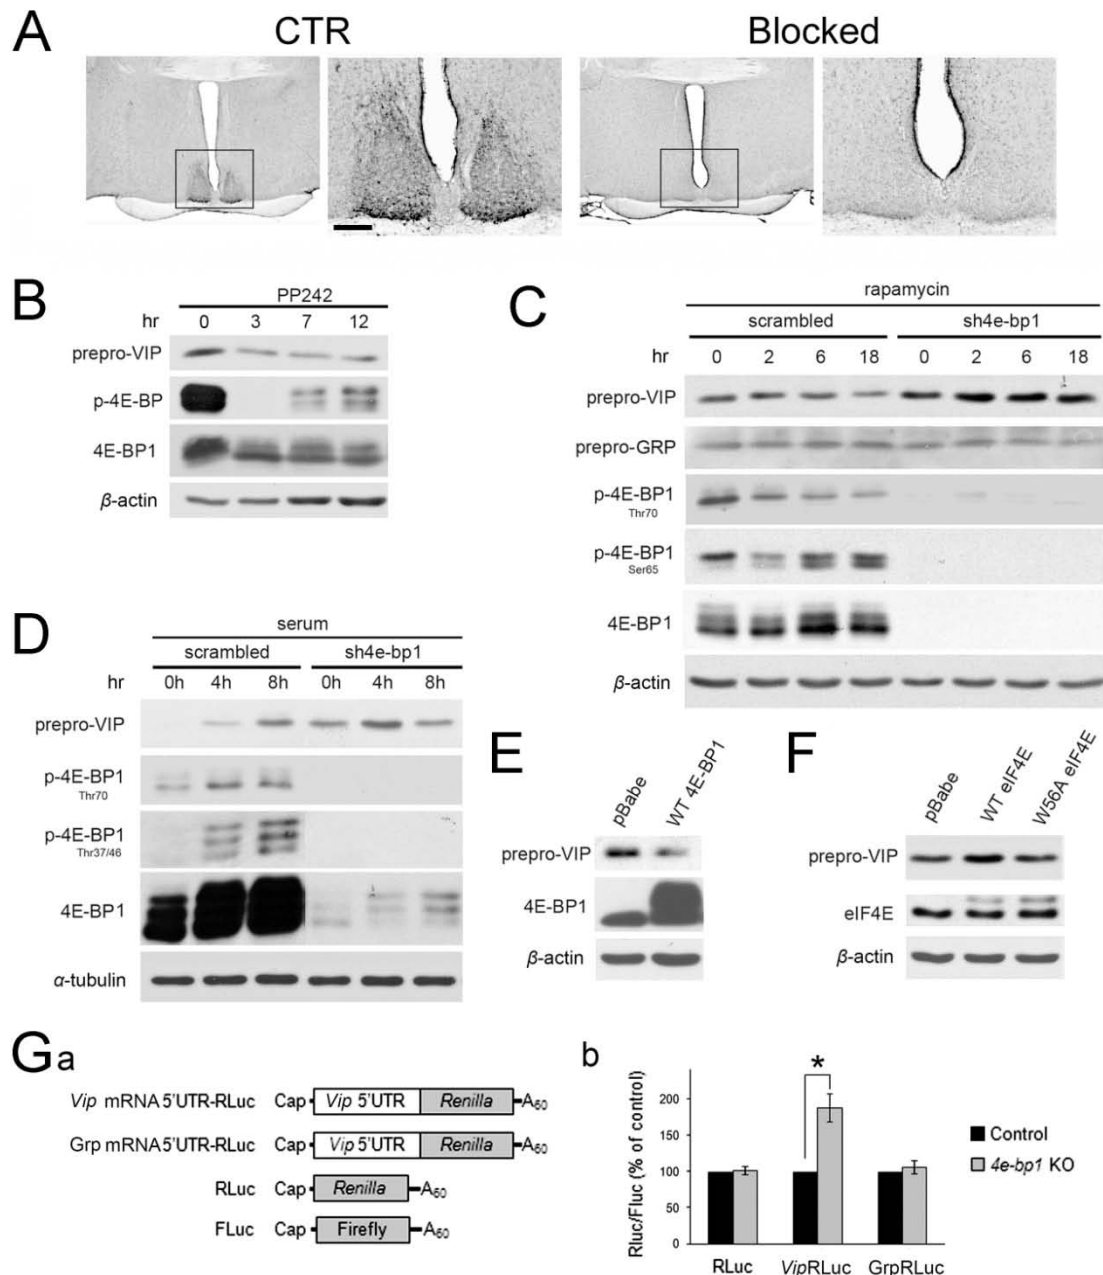 A
CTR
Blocked
B
PP242
hr 0 3 7 12
prepro-VIP
p-4E-BP
4E-BP1
β-actin
C
rapamycin
scrambled sh4e-bp1
hr 0 2 6 18 0 2 6 18
prepro-VIP
prepro-GRP
p-4E-BP1
Thr70
p-4E-BP1
Ser65
4E-BP1
β-actin
D
serum
scrambled sh4e-bp1
hr 0h 4h 8h 0h 4h 8h
prepro-VIP
p-4E-BP1
Thr70
p-4E-BP1
Thr37/46
4E-BP1
α-tubulin
E
pBabe WT 4E-BP1
prepro-VIP
4E-BP1
β-actin
F
pBabe WT eIF4E W56A eIF4E
prepro-VIP
eIF4E
β-actin
G a
Vip mRNA 5'UTR-RLuc Cap Vip 5'UTR Renilla A60
Grp mRNA 5'UTR-RLuc Cap Vip 5'UTR Renilla A60
RLuc Cap Renilla A60
FLuc Cap Firefly A60
b
Rluc/Fluc (% of control)
200
150
100
50
0
*
RLuc VipRLuc GrpRLuc
Control
4e-bp1 KO